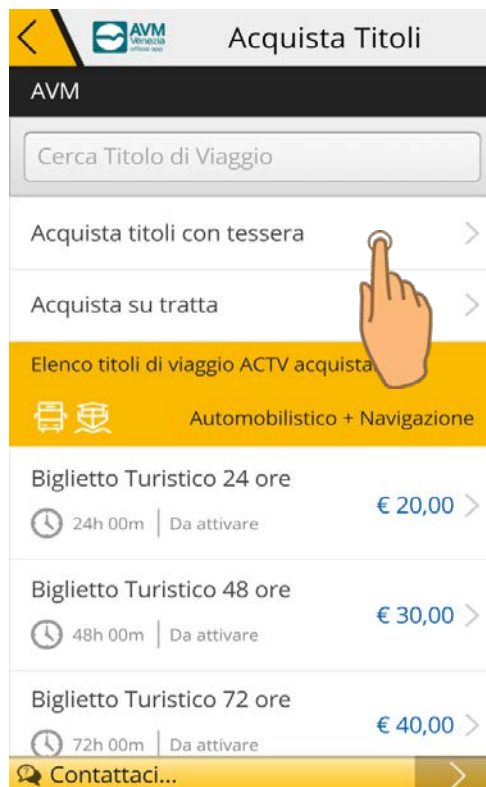 AVM
Venezia
official app
Acquista Titoli
AVM
Cerca Titolo di Viaggio
Acquista titoli con tessera
Acquista su tratta
Elenco titoli di viaggio ACTV acquista
Automobilistico + Navigazione
Biglietto Turistico 24 ore
€ 20,00
24h 00m | Da attivare
Biglietto Turistico 48 ore
€ 30,00
48h 00m | Da attivare
Biglietto Turistico 72 ore
€ 40,00
72h 00m | Da attivare
Contattaci...